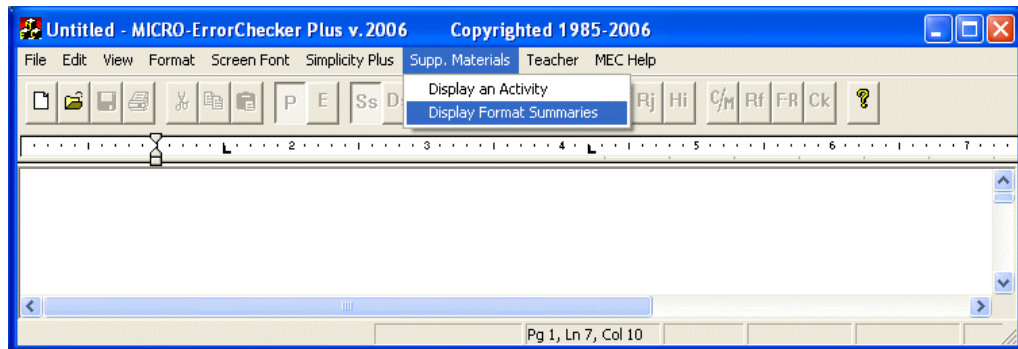 Untitled - MICRO-ErrorChecker Plus v. 2006 Copyrighted 1985-2006
File Edit View Format Screen Font Simplicity Plus Supp. Materials Teacher MEC Help
Display an Activity
P E Ss Rj Hi C/M Rf F-R Ck
Display Format Summaries
2 3 4 5 6 7
Pg 1, Ln 7, Col 10